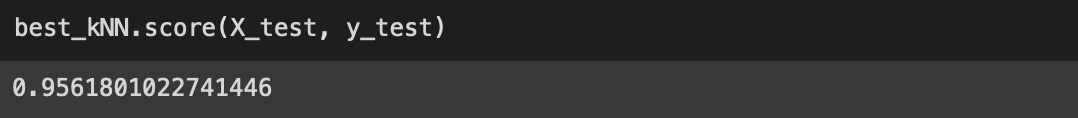 best_kNN.score(X_test, y_test)
0.9561801022741446